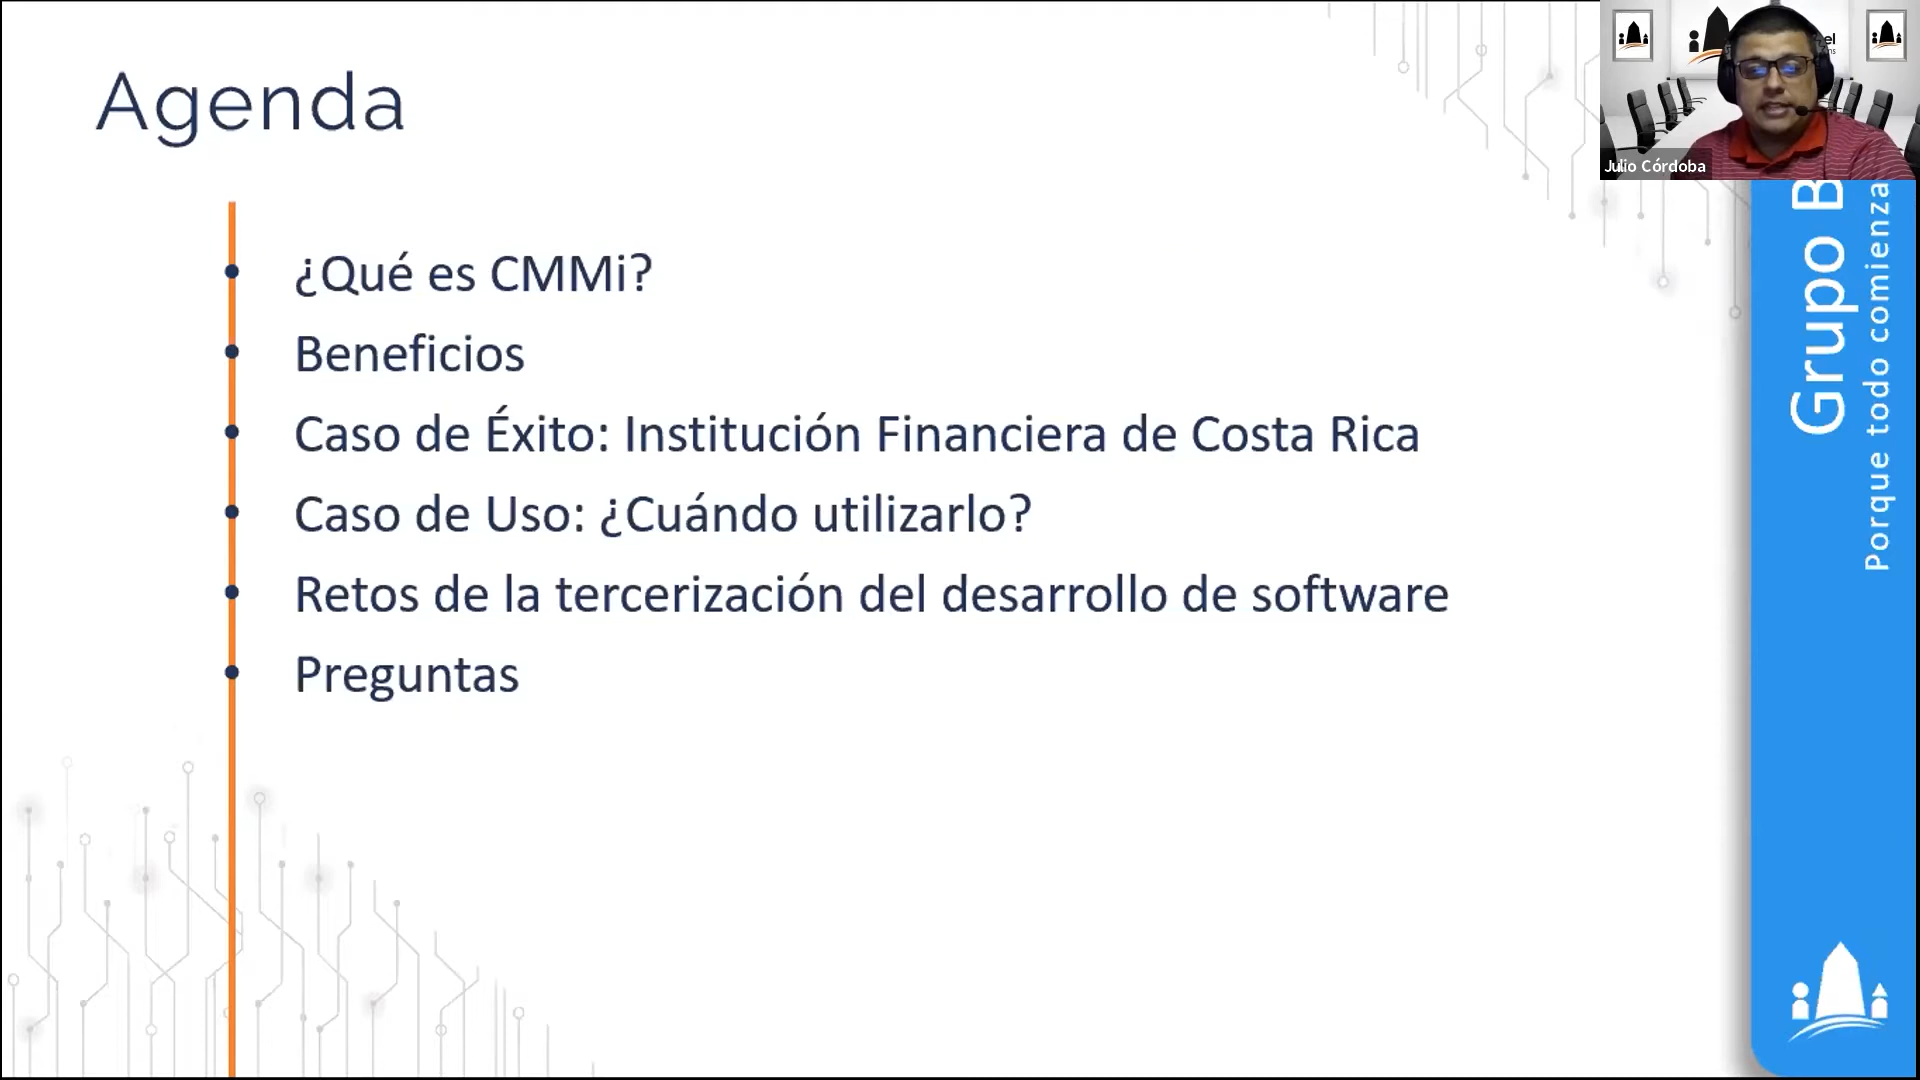 Agenda
¿Qué es CMMi?
Beneficios
Caso de Éxito: Institución Financiera de Costa Rica
Caso de Uso: ¿Cuándo utilizarlo?
Retos de la tercerización del desarrollo de software
Preguntas
Julio Córdoba
Grupo B
Porque todo comienza